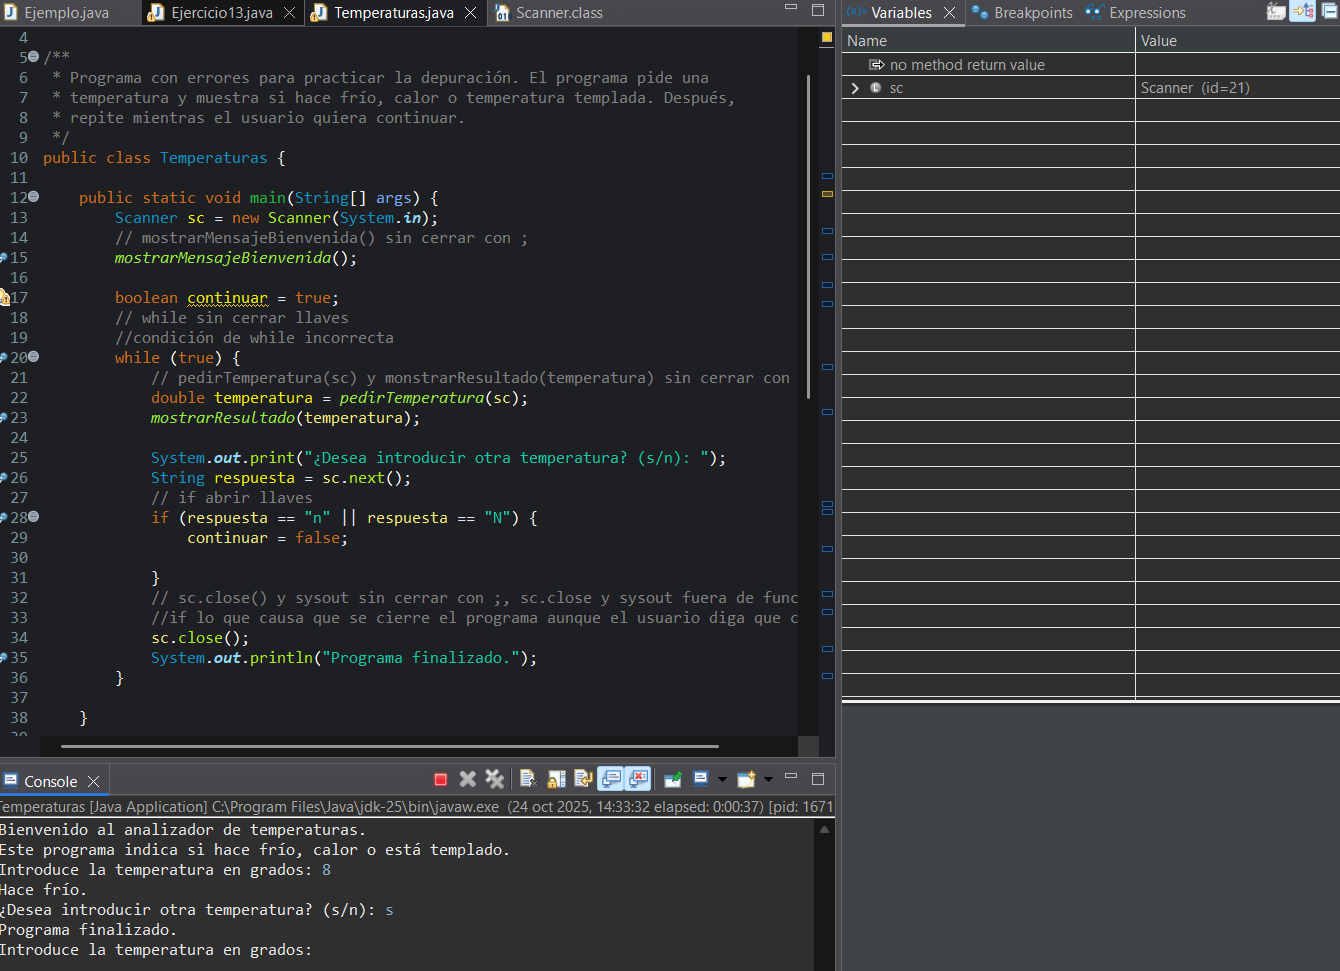 Ejemplo.java
Ejercicio13.java
Temperaturas.java
Scanner.class
4
5 /**
6 * Programa con errores para practicar la depuración. El programa pide una
7 * temperatura y muestra si hace frío, calor o temperatura templada. Después,
8 * repite mientras el usuario quiera continuar.
9 */
10 public class Temperaturas {
11
12 public static void main(String[] args) {
13 Scanner sc = new Scanner(System.in);
14 // mostrarMensajeBienvenida() sin cerrar con ;
15 mostrarMensajeBienvenida();
16
17 boolean continuar = true;
18 // while sin cerrar llaves
19 //condición de while incorrecta
20 while (true) {
21 // pedirTemperatura(sc) y monstrarResultado(temperatura) sin cerrar con
22 double temperatura = pedirTemperatura(sc);
23 mostrarResultado(temperatura);
24
25 System.out.print("¿Desea introducir otra temperatura? (s/n): ");
26 String respuesta = sc.next();
27 // if abrir llaves
28 if (respuesta == "n" || respuesta == "N") {
29 continuar = false;
30
31 }
32 // sc.close() y sysout sin cerrar con ;, sc.close y sysout fuera de func
33 //if lo que causa que se cierre el programa aunque el usuario diga que c
34 sc.close();
35 System.out.println("Programa finalizado.");
36 }
37
38 }
Variables
Breakpoints
Expressions
Name Value
no method return value
sc Scanner (id=21)
Console
Temperaturas [Java Application] C:\Program Files\Java\jdk-25\bin\javaw.exe (24 oct 2025, 14:33:32 elapsed: 0:00:37) [pid: 1671
Bienvenido al analizador de temperaturas.
Este programa indica si hace frío, calor o está templado.
Introduce la temperatura en grados: 8
Hace frío.
¿Desea introducir otra temperatura? (s/n): s
Programa finalizado.
Introduce la temperatura en grados: